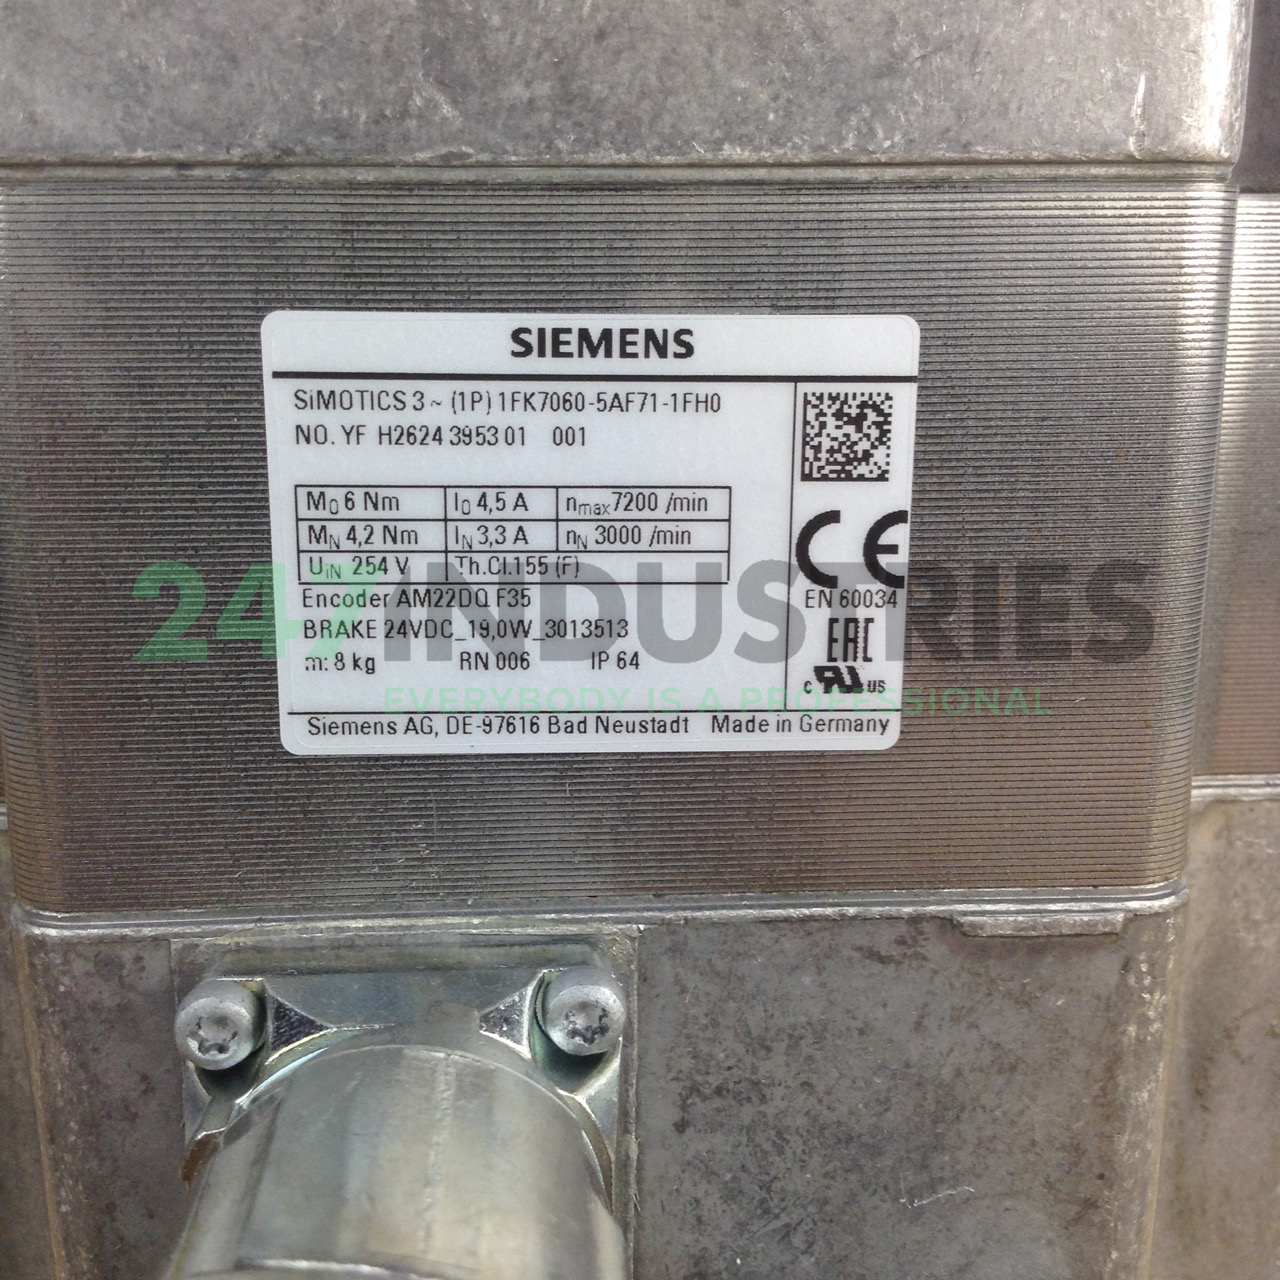 SIEMENS
SIMOTICS 3 ~ (1P) 1FK7060-5AF71-1FH0
NO. YF H2624 3953 01 001
M0 6 Nm I0 4,5 A nmax 7200 /min
MN 4,2 Nm IN 3,3 A nN 3000 /min
UiN 254 V Th.Cl.155 (F)
Encoder AM22DQ F35
BRAKE 24VDC_19,0W_3013513
m: 8 kg RN 006 IP 64
CE
EN 60034
EAC
c RU US
Siemens AG, DE-97616 Bad Neustadt Made in Germany
247 INDUSTRIES
EVERYBODY IS A PROFESSIONAL